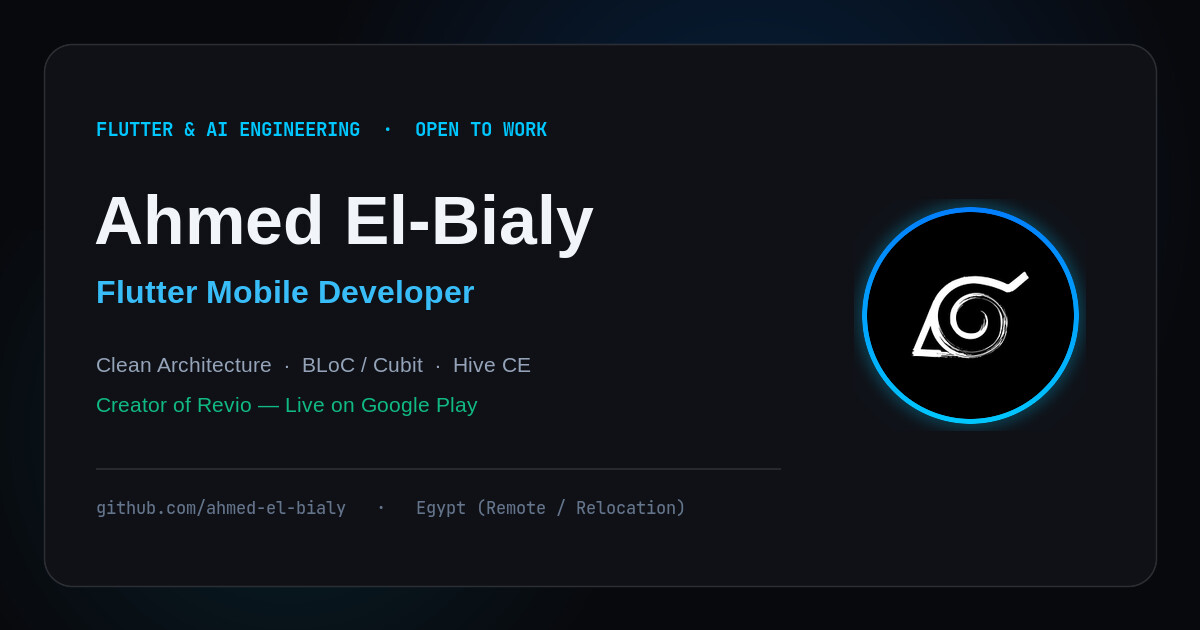 FLUTTER & AI ENGINEERING · OPEN TO WORK
Ahmed El-Bialy
Flutter Mobile Developer
Clean Architecture · BLoC / Cubit · Hive CE
Creator of Revio — Live on Google Play
github.com/ahmed-el-bialy · Egypt (Remote / Relocation)